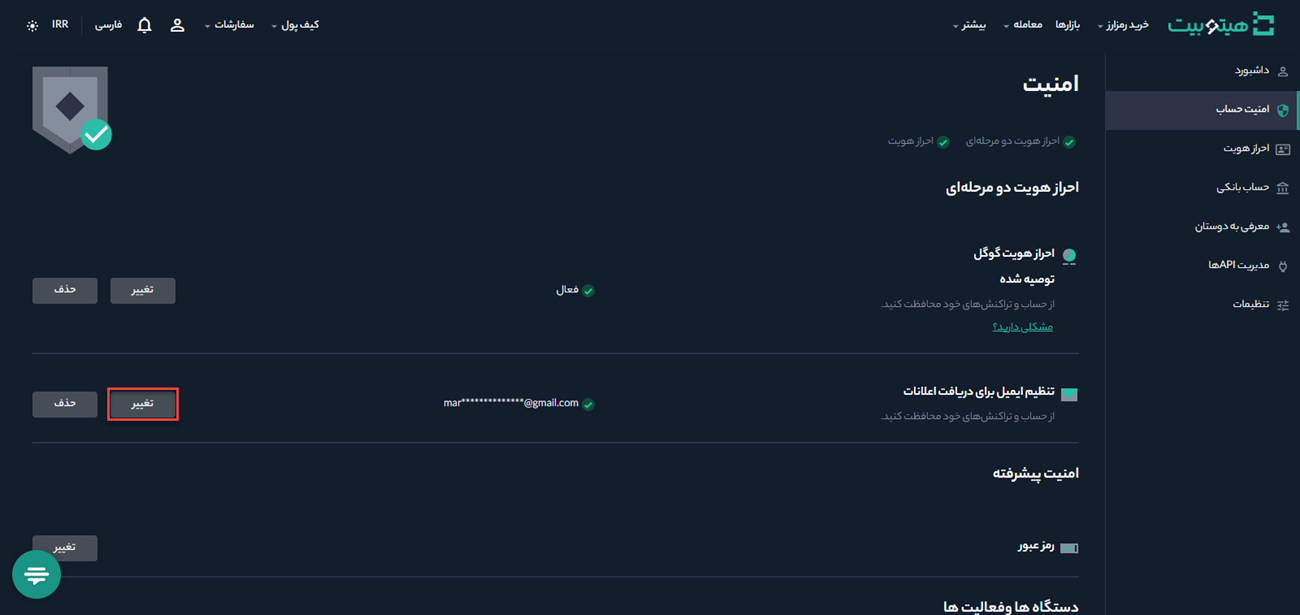 هیتوبیت
خرید رمزارز
بازارها
معامله
بیشتر
کیف پول
سفارشات
فارسی
IRR
داشبورد
امنیت حساب
احراز هویت
حساب بانکی
معرفی به دوستان
مدیریت APIها
تنظیمات
امنیت
احراز هویت دو مرحله‌ای
احراز هویت
احراز هویت دو مرحله‌ای
احراز هویت گوگل
توصیه شده
از حساب و تراکنش‌های خود محافظت کنید.
مشکلی دارید؟
فعال
تغییر
حذف
تنظیم ایمیل برای دریافت اعلانات
از حساب و تراکنش‌های خود محافظت کنید.
mar**************@gmail.com
تغییر
حذف
امنیت پیشرفته
رمز عبور
تغییر
دستگاه ها وفعالیت ها